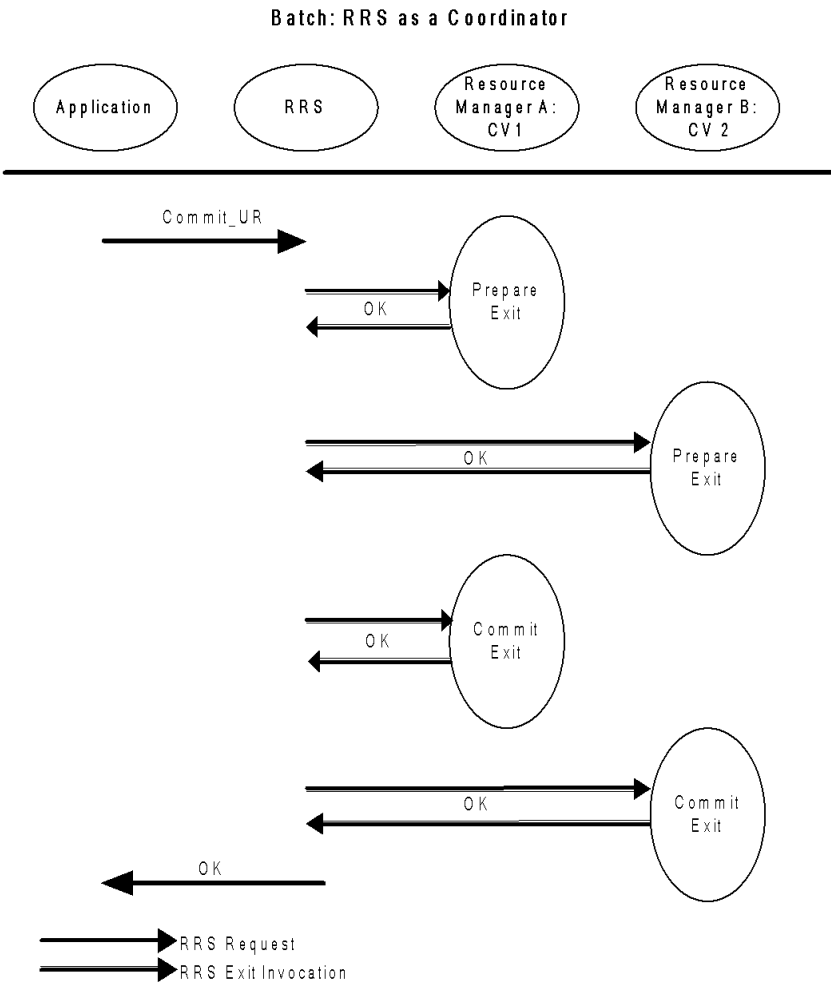 Batch: RRS as a Coordinator
Application
RRS
Resource
Manager A:
CV1
Resource
Manager B:
CV 2
Commit_UR
Prepare
Exit
OK
Prepare
Exit
OK
Commit
Exit
OK
Commit
Exit
OK
OK
RRS Request
RRS Exit Invocation